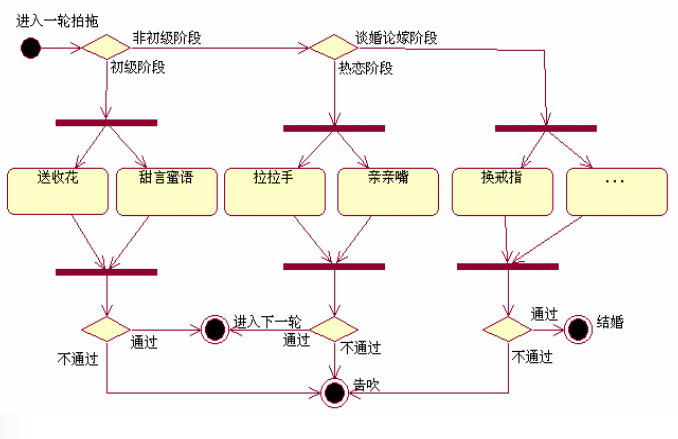 进入一轮拍拖
非初级阶段
谈婚论嫁阶段
初级阶段
热恋阶段
送收花
甜言蜜语
拉拉手
亲亲嘴
换戒指
...
进入下一轮
通过
结婚
通过
通过
不通过
不通过
不通过
告吹